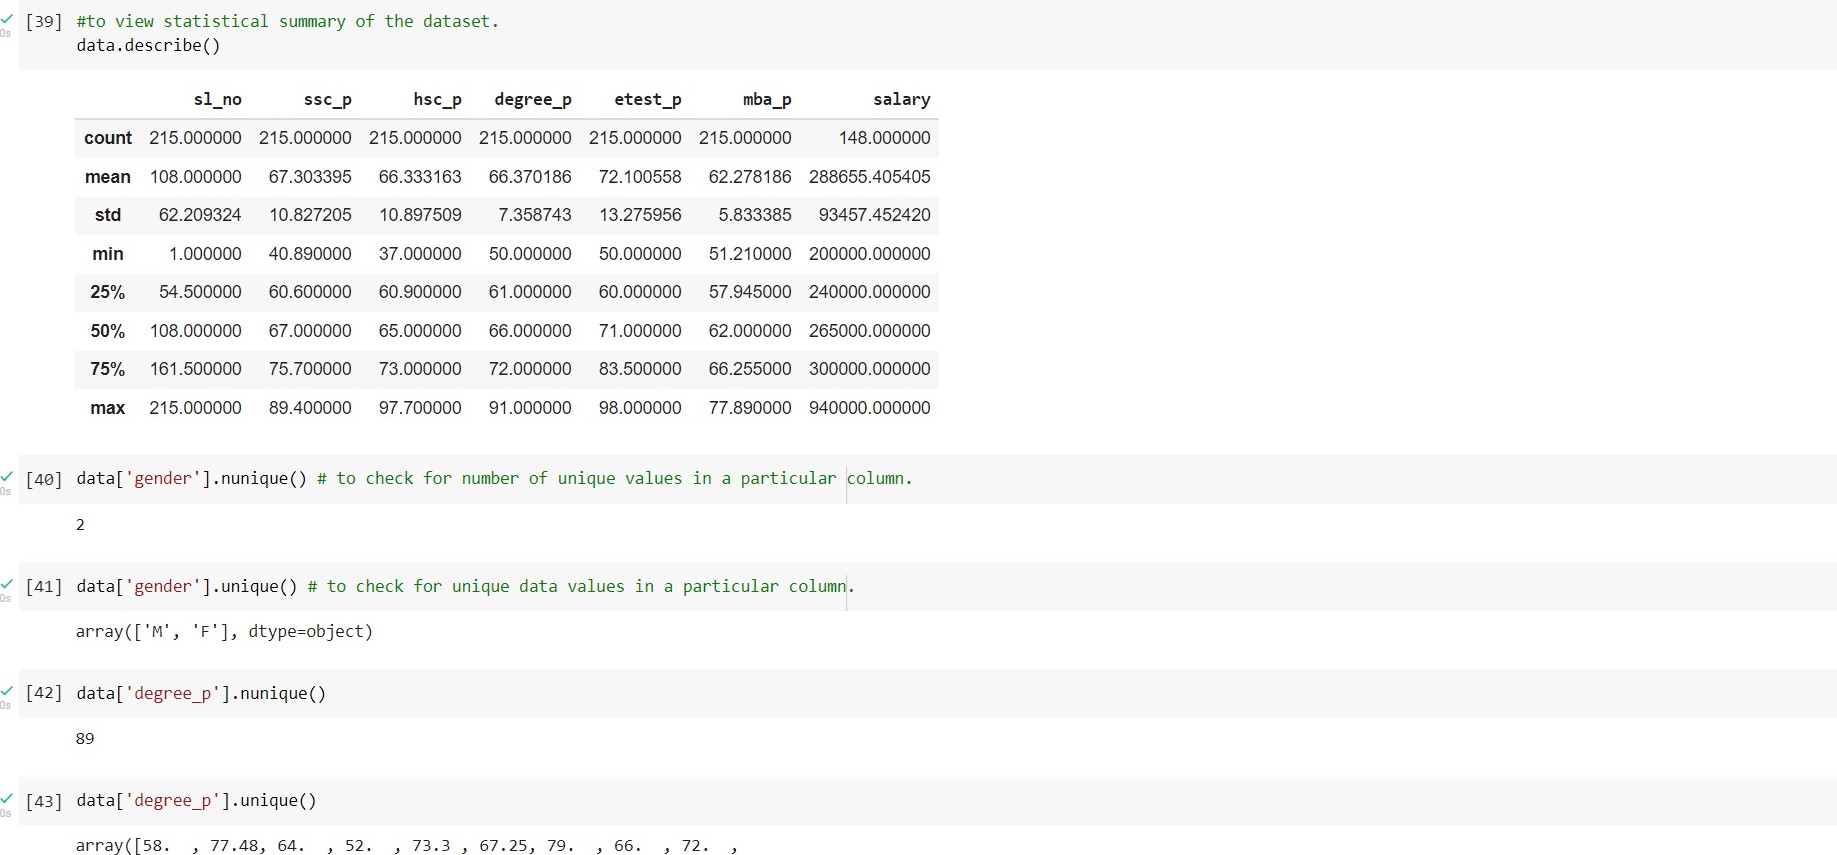 [39] #to view statistical summary of the dataset.
0s data.describe()
sl_no ssc_p hsc_p degree_p etest_p mba_p salary
count 215.000000 215.000000 215.000000 215.000000 215.000000 215.000000 148.000000
mean 108.000000 67.303395 66.333163 66.370186 72.100558 62.278186 288655.405405
std 62.209324 10.827205 10.897509 7.358743 13.275956 5.833385 93457.452420
min 1.000000 40.890000 37.000000 50.000000 50.000000 51.210000 200000.000000
25% 54.500000 60.600000 60.900000 61.000000 60.000000 57.945000 240000.000000
50% 108.000000 67.000000 65.000000 66.000000 71.000000 62.000000 265000.000000
75% 161.500000 75.700000 73.000000 72.000000 83.500000 66.255000 300000.000000
max 215.000000 89.400000 97.700000 91.000000 98.000000 77.890000 940000.000000
[40] data['gender'].nunique() # to check for number of unique values in a particular column.
0s
2
[41] data['gender'].unique() # to check for unique data values in a particular column.
0s
array(['M', 'F'], dtype=object)
[42] data['degree_p'].nunique()
0s
89
[43] data['degree_p'].unique()
0s
array([58.  , 77.48, 64.  , 52.  , 73.3 , 67.25, 79.  , 66.  , 72.  ,